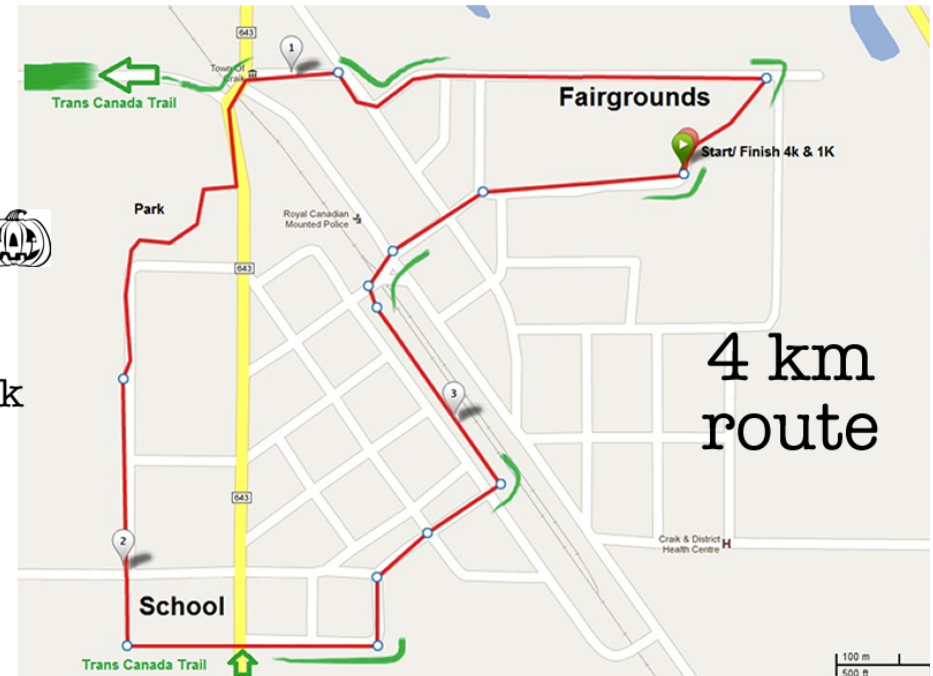 643
1
Town Of
Craik
Trans Canada Trail
Fairgrounds
Start/ Finish 4k & 1K
Park
Royal Canadian
Mounted Police
643
4 km
route
k
3
643
2
Craik & District
Health Centre H
School
Trans Canada Trail
100 m
500 ft